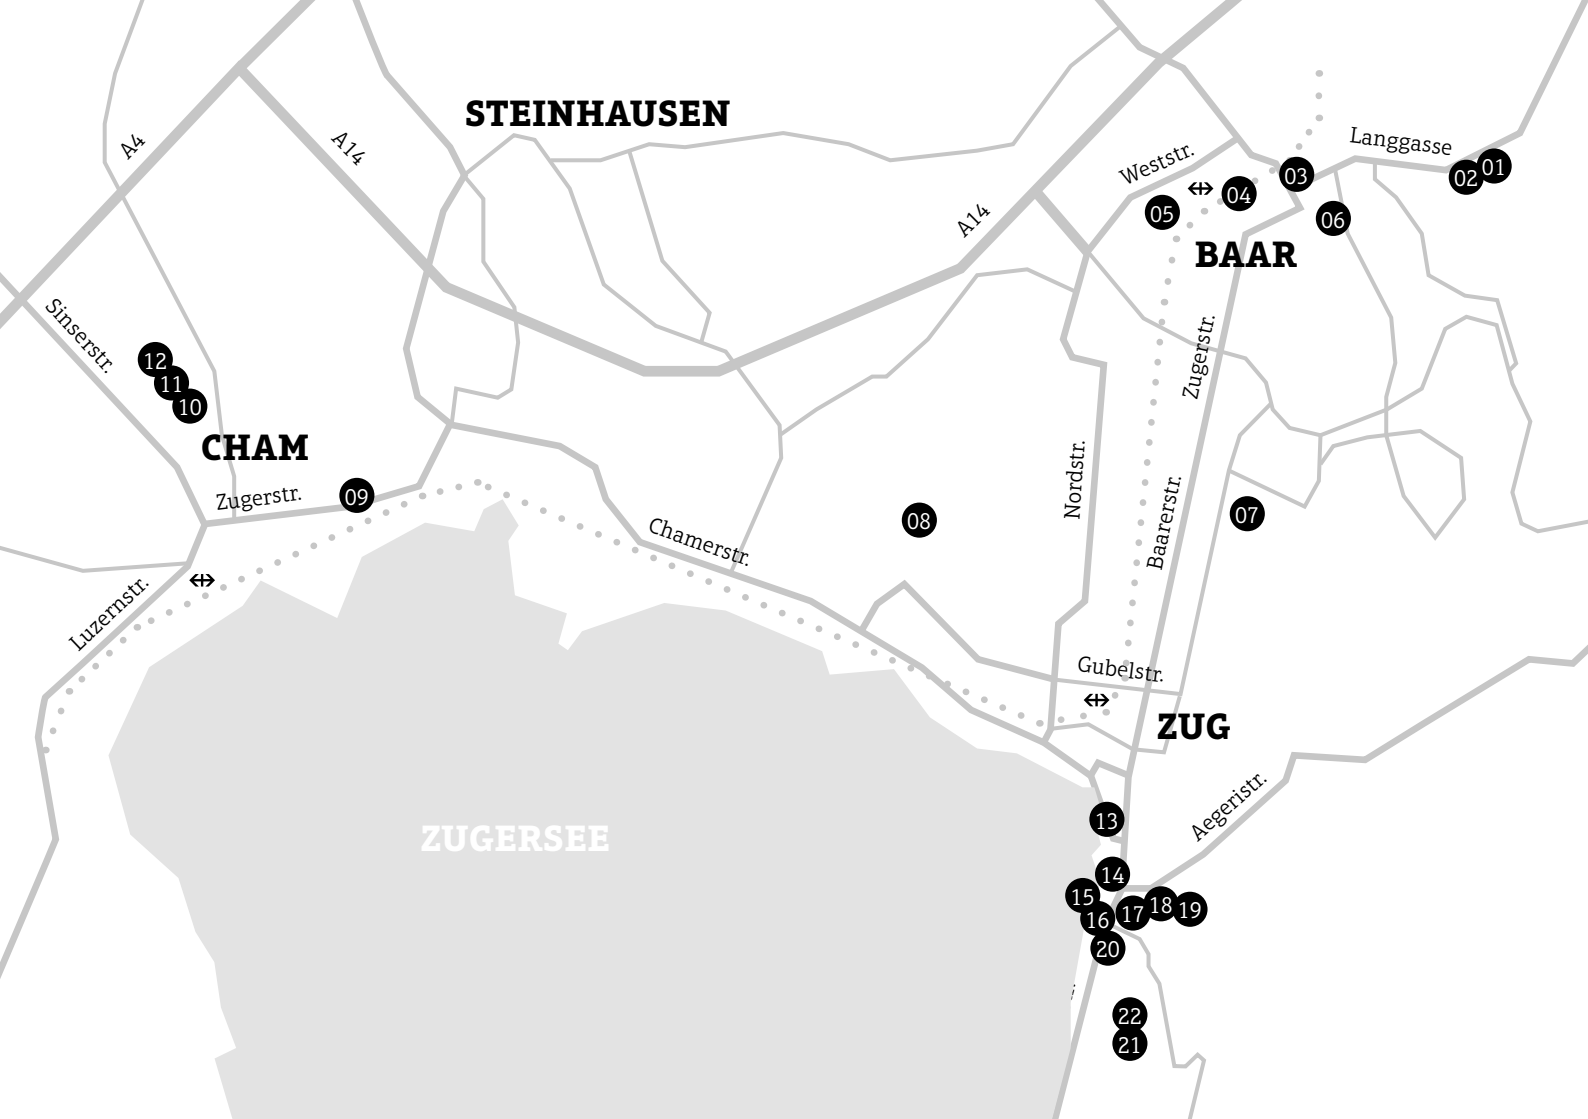 STEINHAUSEN
A4
A14
Weststr.
Langgasse
03
01
02
04
05
06
A14
BAAR
Sinserstr.
12
11
10
Zugerstr.
CHAM
Zugerstr.
09
Nordstr.
Baarerstr.
08
07
Chamerstr.
Luzernstr.
Gubelstr.
ZUG
Aegeristr.
ZUGERSEE
13
14
15
16
17
18
19
20
22
21